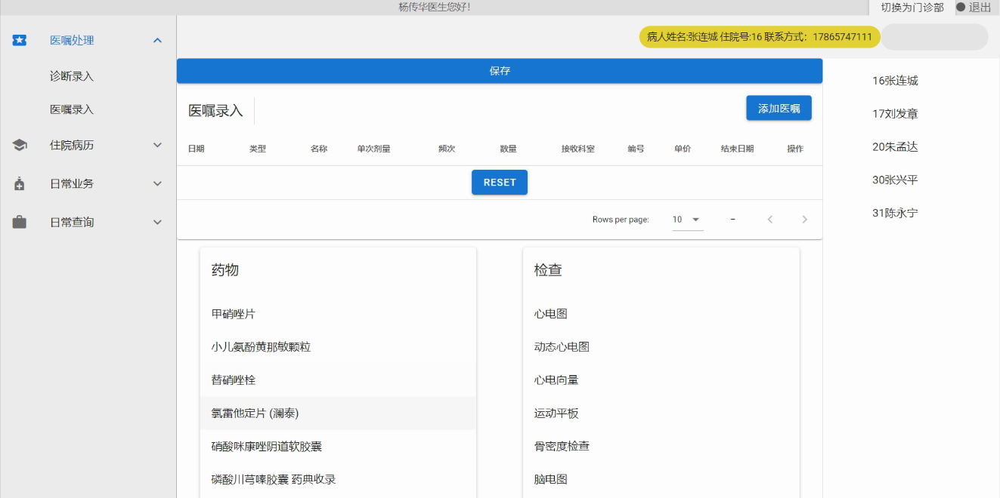 杨传华医生您好!
切换为门诊部 退出
病人姓名:张连城 住院号:16 联系方式：17865747111
医嘱处理
诊断录入
医嘱录入
住院病历
日常业务
日常查询
保存
医嘱录入
添加医嘱
日期 类型 名称 单次剂量 频次 数量 接收科室 编号 单价 结束日期 操作
RESET
Rows per page: 10 –
药物
甲硝唑片
小儿氨酚黄那敏颗粒
替硝唑栓
氯雷他定片 (澜泰)
硝酸咪康唑阴道软胶囊
磷酸川芎嗪胶囊 药典收录
检查
心电图
动态心电图
心电向量
运动平板
骨密度检查
脑电图
16张连城
17刘发章
20朱孟达
30张兴平
31陈永宁